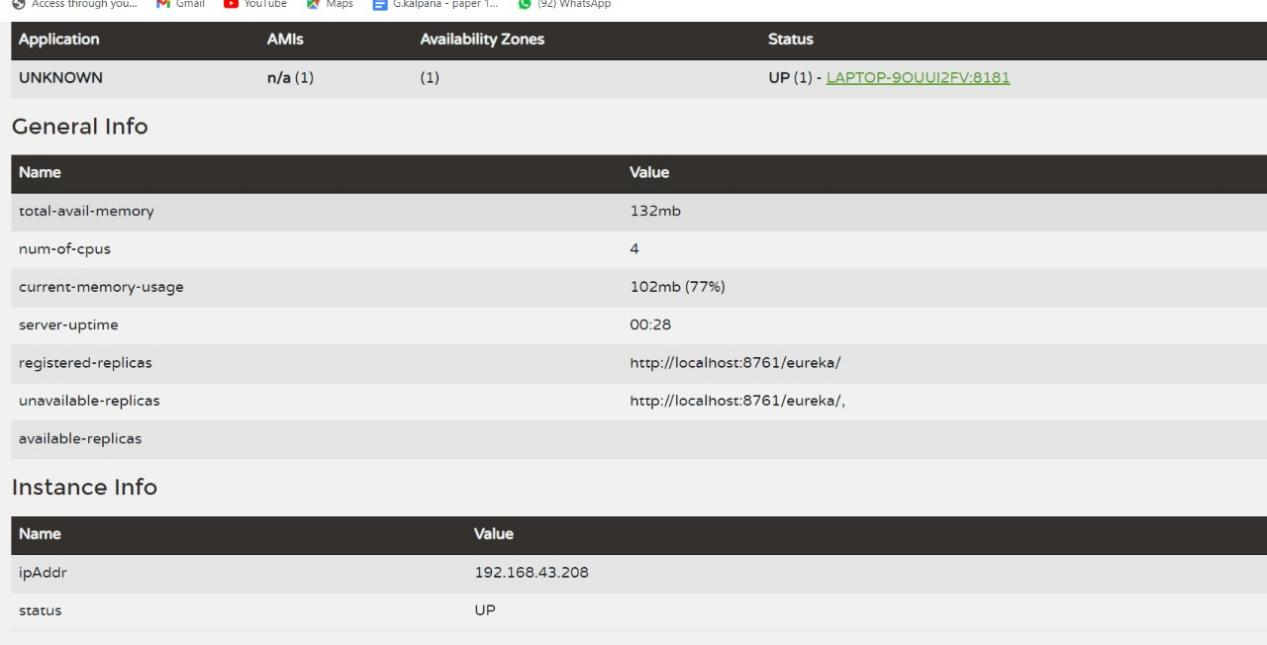 Access through you... Gmail YouTube Maps G.kalpana - paper 1... (92) WhatsApp
Application AMIs Availability Zones Status
UNKNOWN n/a (1) (1) UP (1) - LAPTOP-9OUUI2FV:8181
General Info
Name Value
total-avail-memory 132mb
num-of-cpus 4
current-memory-usage 102mb (77%)
server-uptime 00:28
registered-replicas http://localhost:8761/eureka/
unavailable-replicas http://localhost:8761/eureka/,
available-replicas
Instance Info
Name Value
ipAddr 192.168.43.208
status UP